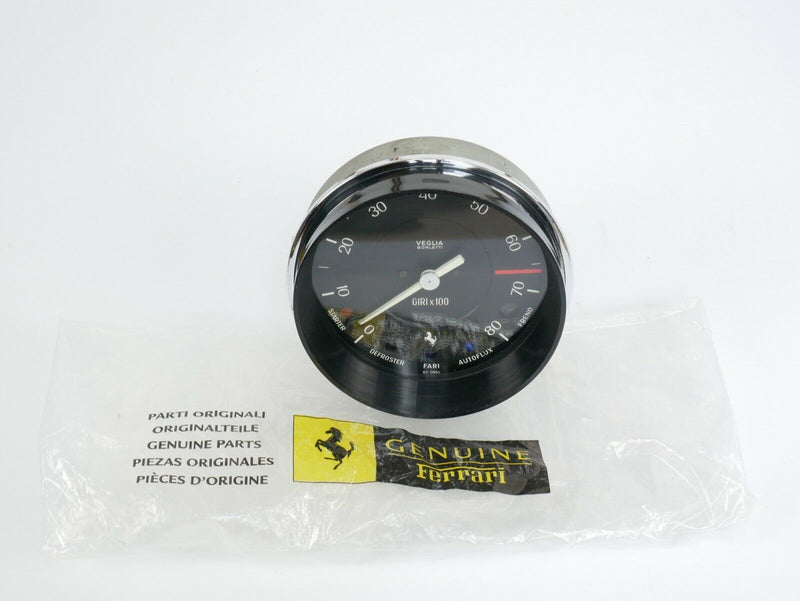 40
30
50
20
VEGLIA
BORLETTI
60
10
GIRI x 100
70
STARTER
0
80
FRENO
DEFROSTER
FARI
AUTOFLUX
PARTI ORIGINALI
ORIGINALTEILE
GENUINE PARTS
PIEZAS ORIGINALES
PIÈCES D'ORIGINE
GENUINE
Ferrari